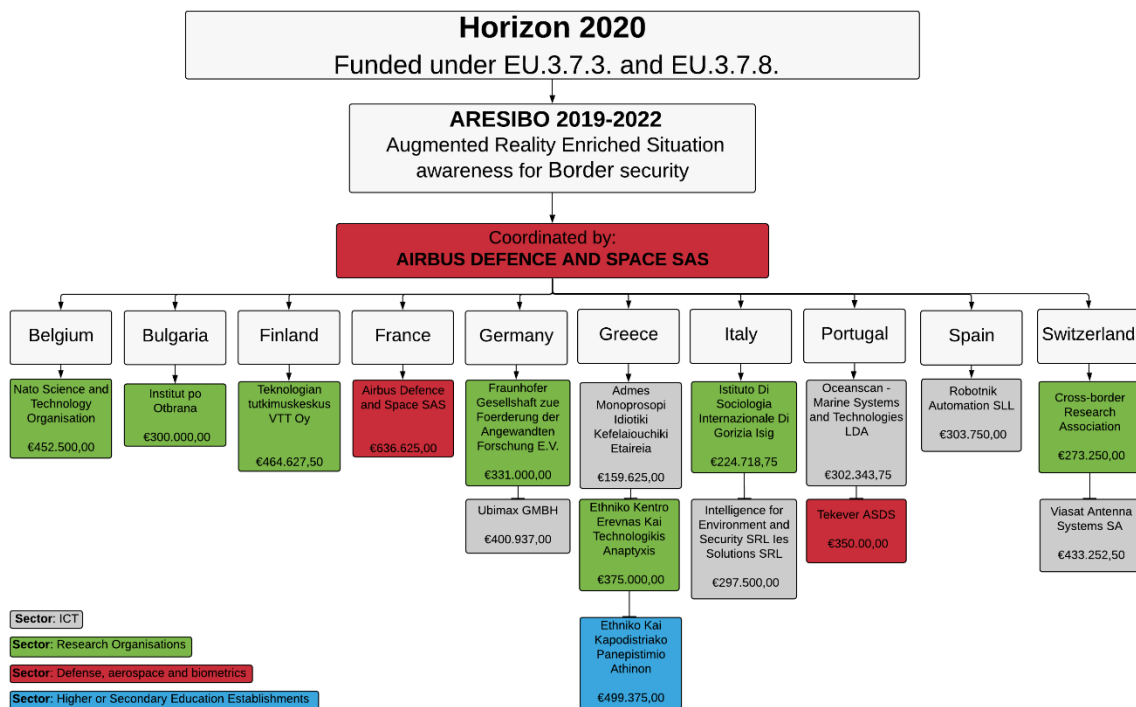 Horizon 2020
Funded under EU.3.7.3. and EU.3.7.8.
ARESIBO 2019-2022
Augmented Reality Enriched Situation
awareness for Border security
Coordinated by:
AIRBUS DEFENCE AND SPACE SAS
Belgium
Bulgaria
Finland
France
Germany
Greece
Italy
Portugal
Spain
Switzerland
Nato Science and
Technology
Organisation
€452.500,00
Institut po
Otbrana
€300.000,00
Teknologian
tutkimuskeskus
VTT Oy
€464.627,50
Airbus Defence
and Space SAS
€636.625,00
Fraunhofer
Gesellschaft zue
Foerderung der
Angewandten
Forschung E.V.
€331.000,00
Ubimax GMBH
€400.937,00
Admes
Monoprosopi
Idiotiki
Kefelaiouchiki
Etaireia
€159.625,00
Ethniko Kentro
Erevnas Kai
Technologikis
Anaptyxis
€375.000,00
Ethniko Kai
Kapodistriako
Panepistimio
Athinon
€499.375,00
Istituto Di
Sociologia
Internazionale Di
Gorizia Isig
€224.718,75
Intelligence for
Environment and
Security SRL Ies
Solutions SRL
€297.500,00
Oceanscan -
Marine Systems
and Technologies
LDA
€302.343,75
Tekever ASDS
€350.00,00
Robotnik
Automation SLL
€303.750,00
Cross-border
Research
Association
€273.250,00
Viasat Antenna
Systems SA
€433.252,50
Sector: ICT
Sector: Research Organisations
Sector: Defense, aerospace and biometrics
Sector: Higher or Secondary Education Establishments